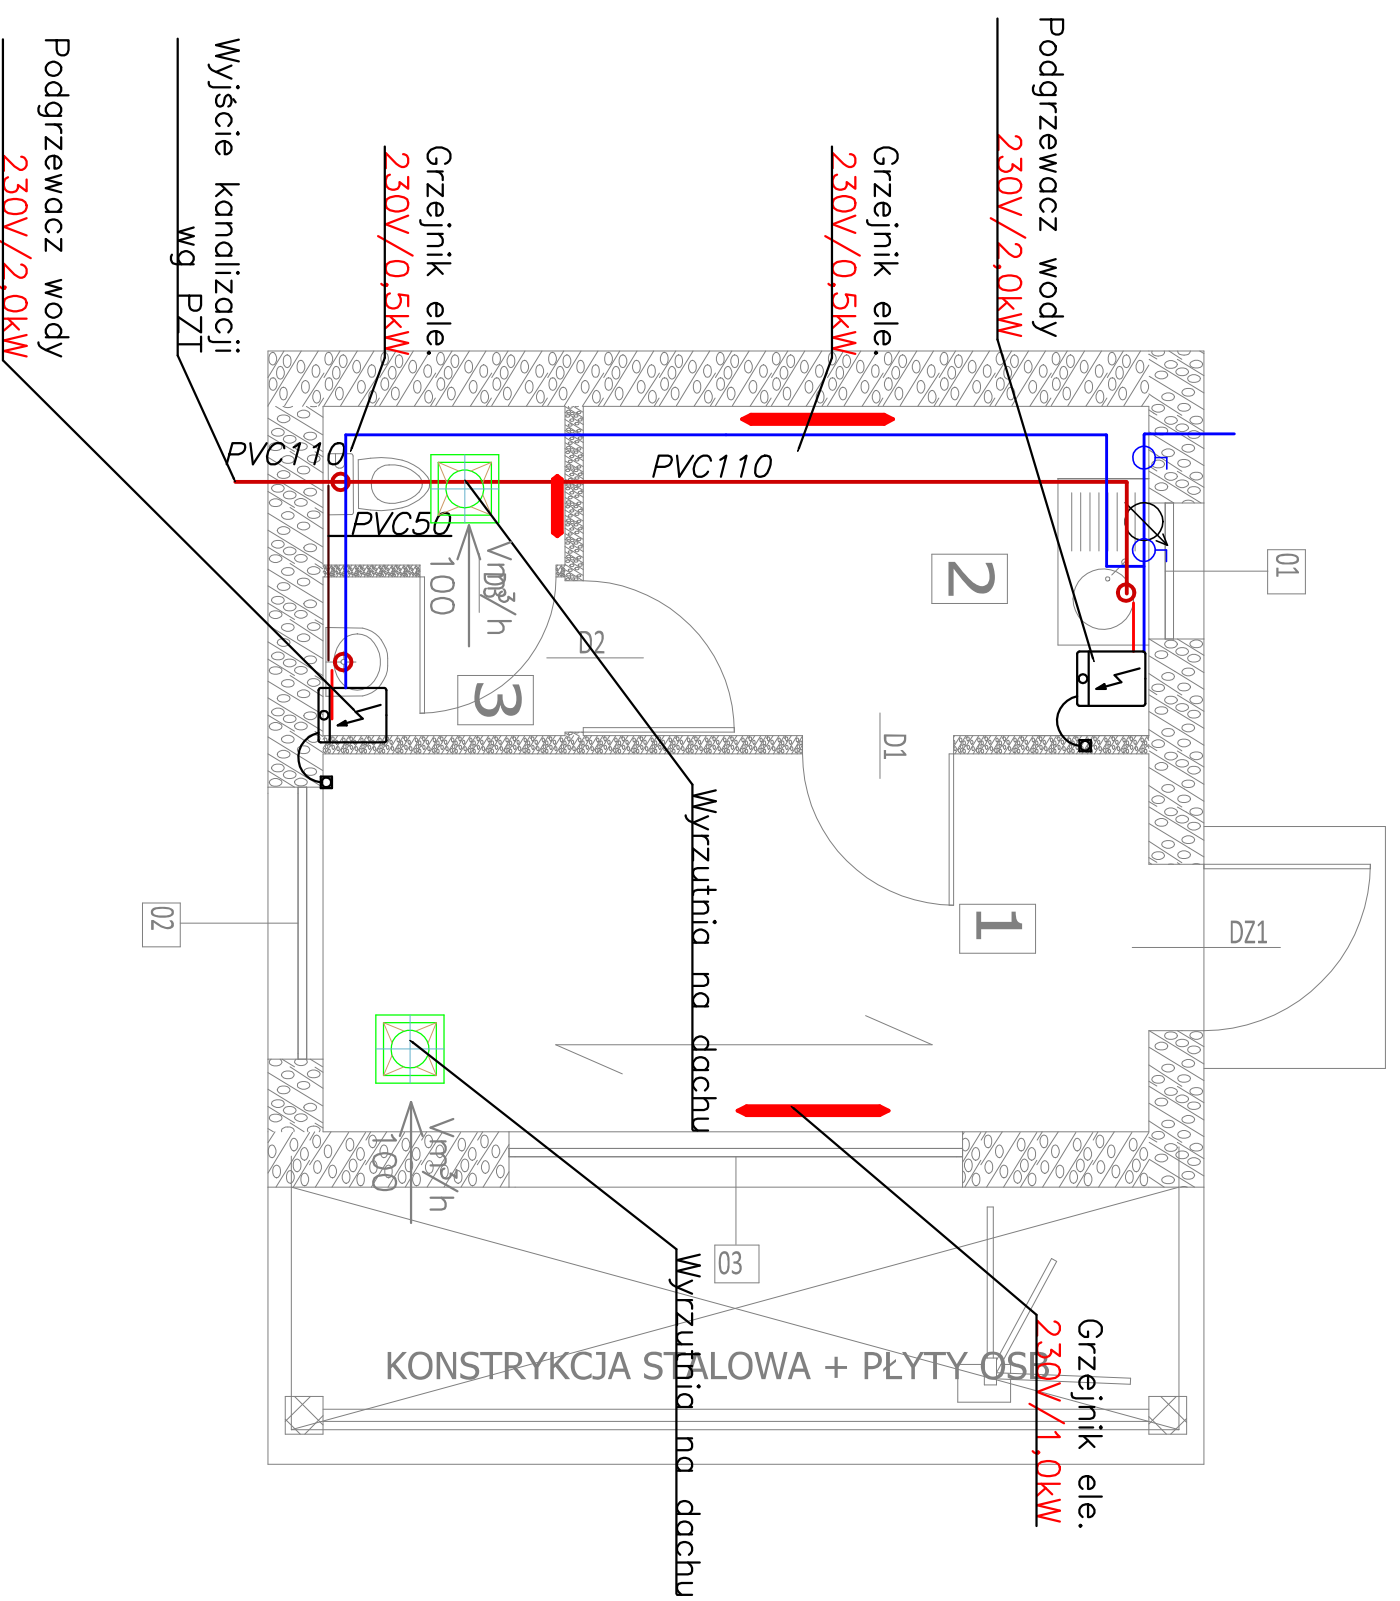 Podgrzewacz wody
230V/2,0kW
Grzejnik ele.
230V/0,5kW
Grzejnik ele.
230V/0,5kW
Wyjście kanalizacji
wg PZT
Podgrzewacz wody
230V/2,0kW
PVC110
PVC110
PVC50
Vm³/h
100
D3
D2
D1
DZ1
01
02
03
2
3
1
Wyrzutnia na dachu
Vm³/h
100
Wyrzutnia na dachu
Grzejnik ele.
230V/1,0kW
KONSTRYKCJA STALOWA + PŁYTY OSB